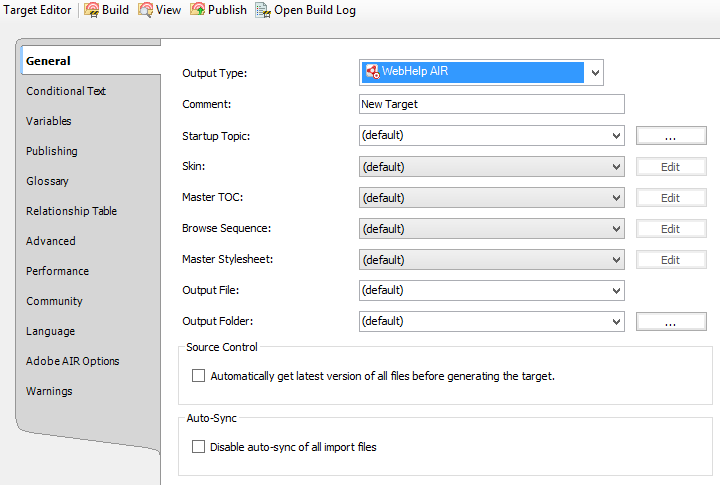 Target Editor Build View Publish Open Build Log
General
Conditional Text
Variables
Publishing
Glossary
Relationship Table
Advanced
Performance
Community
Language
Adobe AIR Options
Warnings
Output Type: WebHelp AIR
Comment: New Target
Startup Topic: (default) ...
Skin: (default) Edit
Master TOC: (default) Edit
Browse Sequence: (default) Edit
Master Stylesheet: (default) Edit
Output File: (default)
Output Folder: (default) ...
Source Control
Automatically get latest version of all files before generating the target.
Auto-Sync
Disable auto-sync of all import files